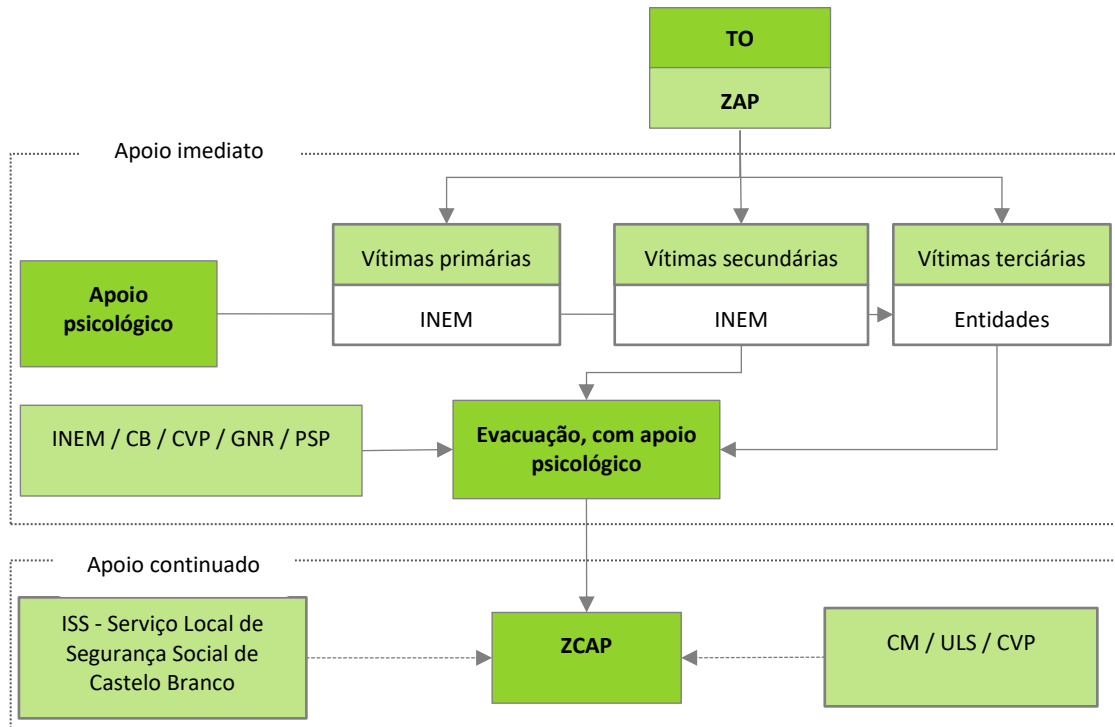 TO
ZAP
Apoio imediato
Vítimas primárias
Vítimas secundárias
Vítimas terciárias
Apoio
psicológico
INEM
INEM
Entidades
INEM / CB / CVP / GNR / PSP
Evacuação, com apoio
psicológico
Apoio continuado
ISS - Serviço Local de
Segurança Social de
Castelo Branco
ZCAP
CM / ULS / CVP